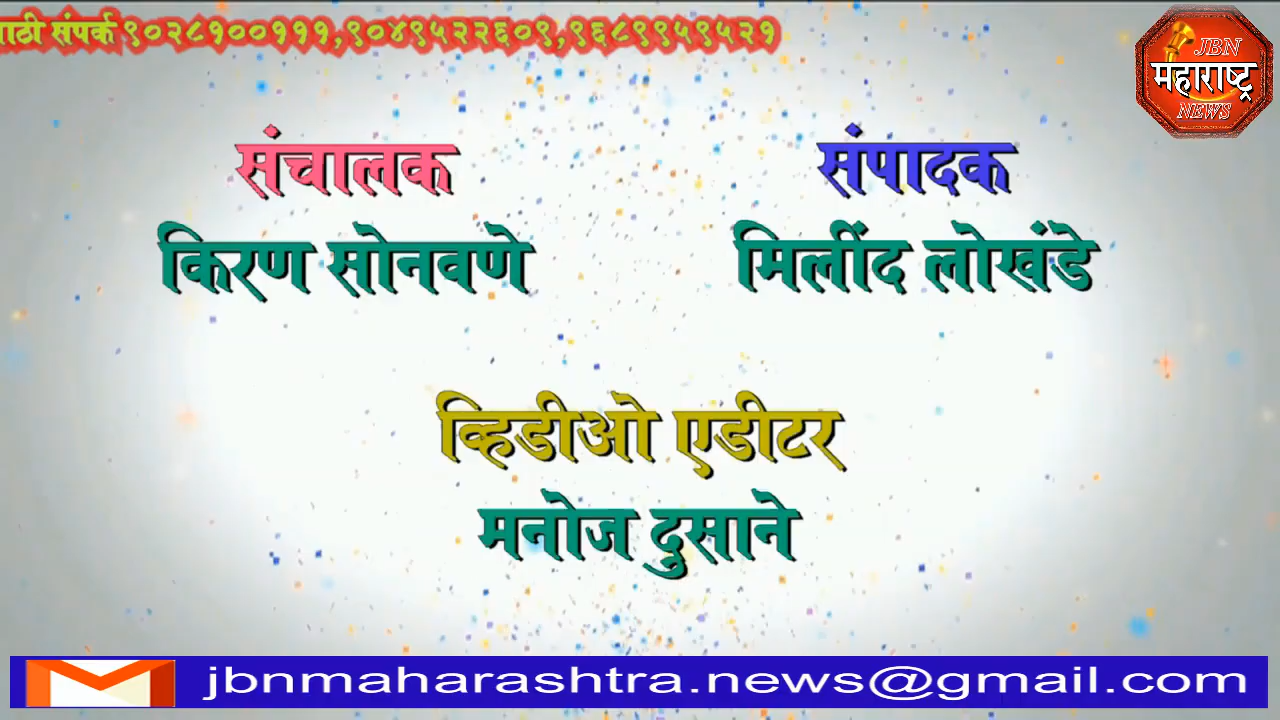 ाठी संपर्क ९०२८१००१११,९०४९५२२६०९,९६८९९५९५२१
JBN
महाराष्ट्र
NEWS
संचालक
संपादक
किरण सोनवणे
मिलींद लोखंडे
व्हिडीओ एडीटर
मनोज दुसाने
jbnmaharashtra.news@gmail.com